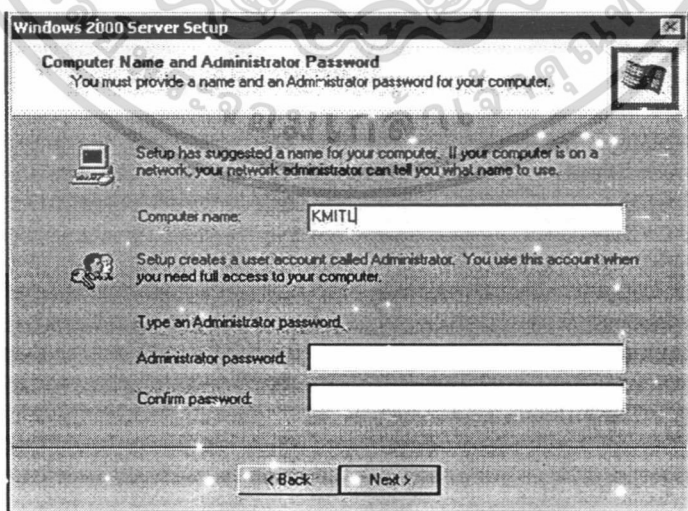 Windows 2000 Server Setup
Computer Name and Administrator Password
You must provide a name and an Administrator password for your computer.
Setup has suggested a name for your computer. If your computer is on a
network, your network administrator can tell you what name to use.
Computer name:
KMITL
Setup creates a user account called Administrator. You use this account when
you need full access to your computer.
Type an Administrator password.
Administrator password:
Confirm password:
< Back
Next >